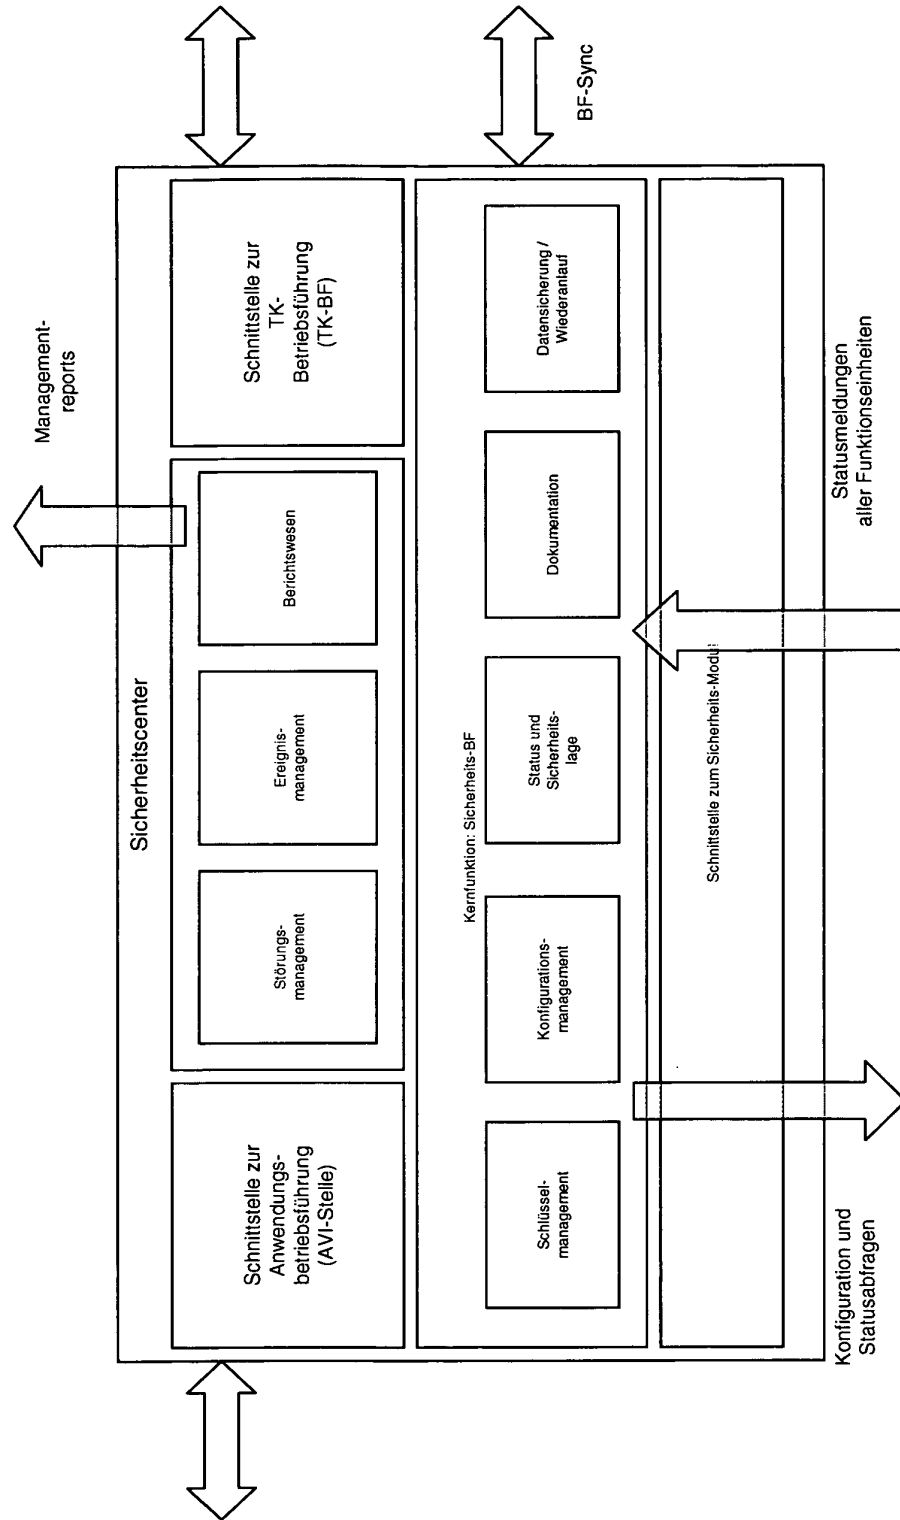 Management-
reports
Sicherheitscenter
Schnittstelle zur
Anwendungs-
betriebsführung
(AVI-Stelle)
Störungs-
management
Ereignis-
management
Berichtswesen
Schnittstelle zur
TK-
Betriebsführung
(TK-BF)
Kernfunktion: Sicherheits-BF
Schlüssel-
management
Konfigurations-
management
Status und
Sicherheits-
lage
Dokumentation
Datensicherung /
Wiederanlauf
BF-Sync
Schnittstelle zum Sicherheits-Modul
Konfiguration und
Statusabfragen
Statusmeldungen
aller Funktionseinheiten